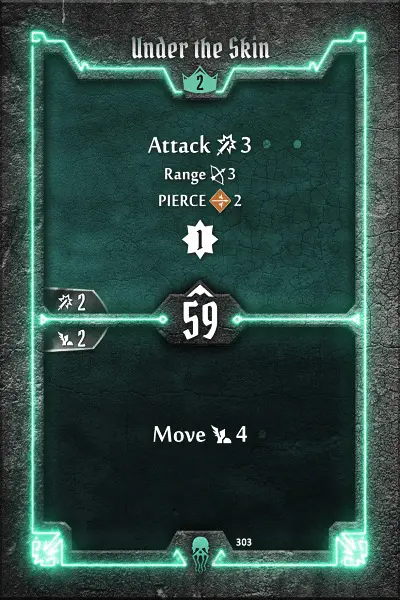 Under the Skin
2
Attack 3
Range 3
PIERCE 2
1
2
59
2
Move 4
303